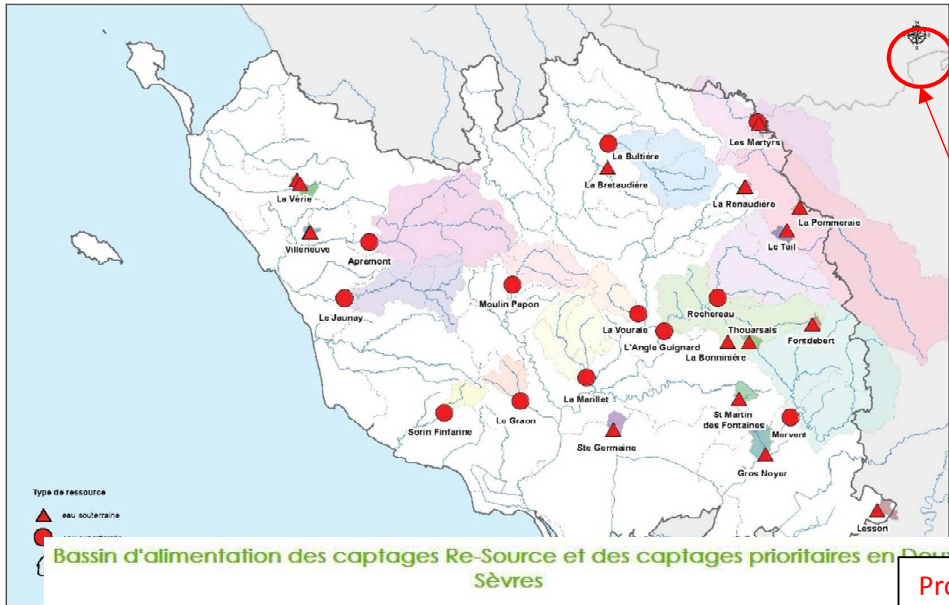 Les Martyrs
La Bultière
La Bretaudière
La Renaudière
La Vérie
La Pommeraie
Le Tail
Villeneuve
Apremont
Moulin Papon
Le Jaunay
Rochereau
La Vouraie
Thouarsais
Fontdebert
L'Angle Guignard
La Bonninière
La Marillet
St Martin
des Fontaines
Le Graon
Sorin Finfarine
Mervent
Ste Germaine
Gros Noyer
Lesson
Type de ressource
eau souterraine
Bassin d'alimentation des captages Re-Source et des captages prioritaires en
Sèvres